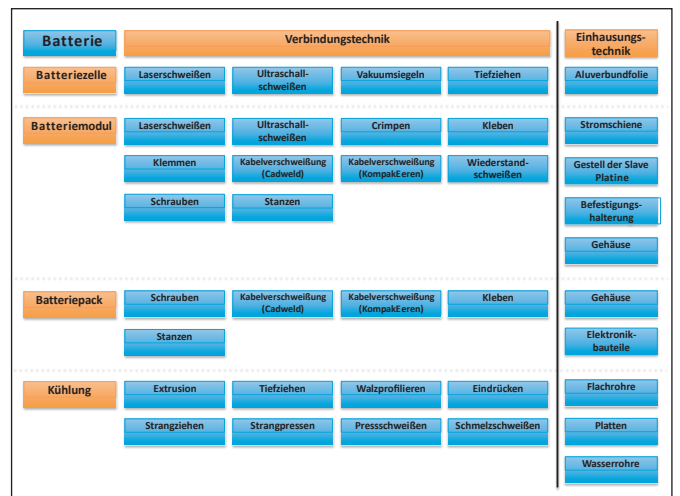 Batterie
Verbindungstechnik
Einhausungs-
technik
Batteriezelle
Laserschweißen
Ultraschall-
schweißen
Vakuumsiegeln
Tiefziehen
Aluverbundfolie
Batteriemodul
Laserschweißen
Ultraschall-
schweißen
Crimpen
Kleben
Stromschiene
Klemmen
Kabelverschweißung
(Cadweld)
Kabelverschweißung
(KompakEeren)
Wiederstand-
schweißen
Gestell der Slave
Platine
Schrauben
Stanzen
Befestigungs-
halterung
Gehäuse
Batteriepack
Schrauben
Kabelverschweißung
(Cadweld)
Kabelverschweißung
(KompakEeren)
Kleben
Gehäuse
Stanzen
Elektronik-
bauteile
Kühlung
Extrusion
Tiefziehen
Walzprofilieren
Eindrücken
Flachrohre
Strangziehen
Strangpressen
Pressschweißen
Schmelzschweißen
Platten
Wasserrohre